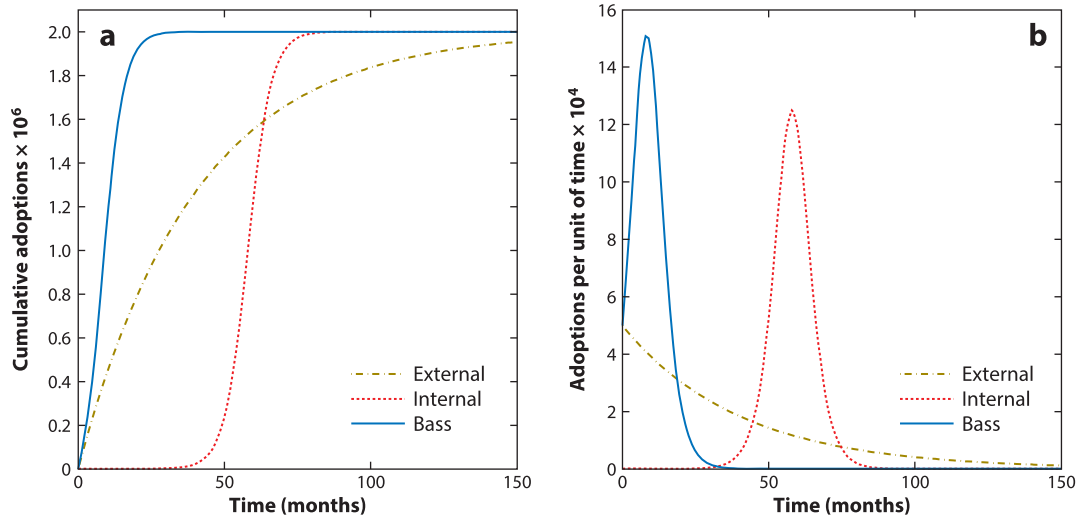 a
Cumulative adoptions × 10⁶
2.0
1.8
1.6
1.4
1.2
1.0
0.8
0.6
0.4
0.2
0
External
Internal
Bass
0
50
100
150
Time (months)
b
Adoptions per unit of time × 10⁴
16
14
12
10
8
6
4
2
0
External
Internal
Bass
0
50
100
150
Time (months)